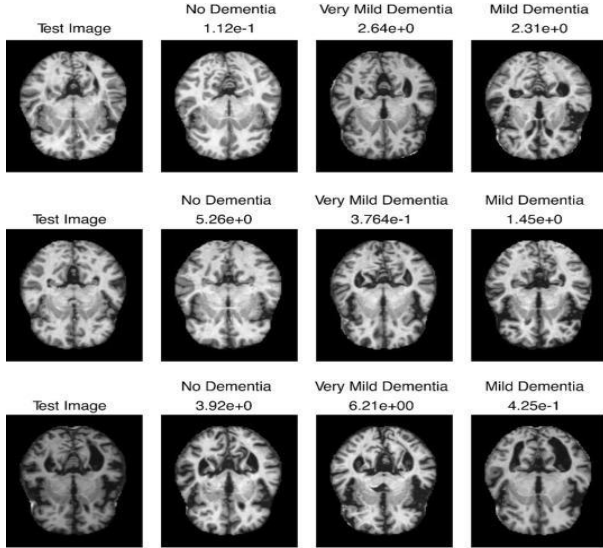 No Dementia Very Mild Dementia Mild Dementia
Test Image 1.12e-1 2.64e+0 2.31e+0
No Dementia Very Mild Dementia Mild Dementia
Test Image 5.26e+0 3.764e-1 1.45e+0
No Dementia Very Mild Dementia Mild Dementia
Test Image 3.92e+0 6.21e+00 4.25e-1